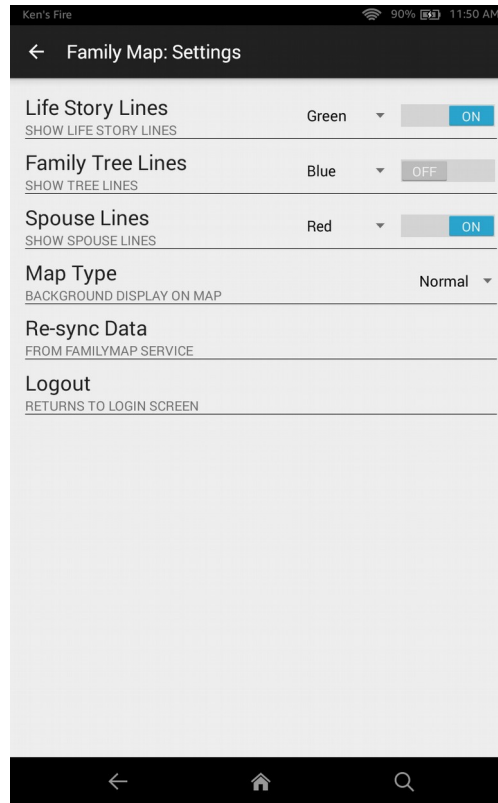 Ken's Fire 90% 11:50 AM
Family Map: Settings
Life Story Lines Green ON
SHOW LIFE STORY LINES
Family Tree Lines Blue OFF
SHOW TREE LINES
Spouse Lines Red ON
SHOW SPOUSE LINES
Map Type Normal
BACKGROUND DISPLAY ON MAP
Re-sync Data
FROM FAMILYMAP SERVICE
Logout
RETURNS TO LOGIN SCREEN